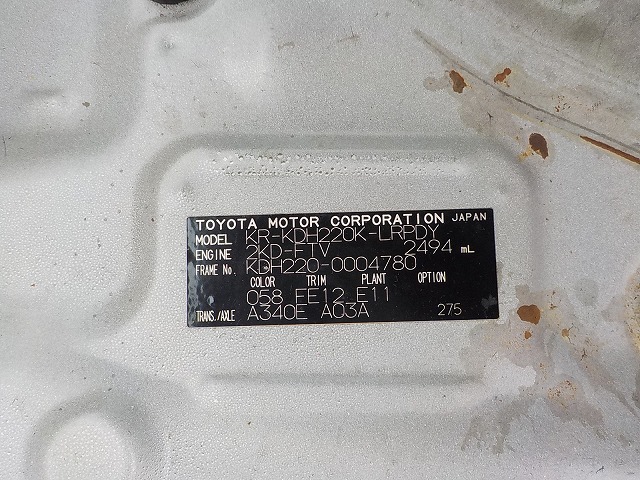 TOYOTA MOTOR CORPORATION JAPAN
MODEL KR-KDH220K-LRPDY
ENGINE 2KD-FTV 2494 mL
FRAME No. KDH220-0004780
COLOR TRIM PLANT OPTION
058 FE12 E11
TRANS./AXLE A340E A03A 275